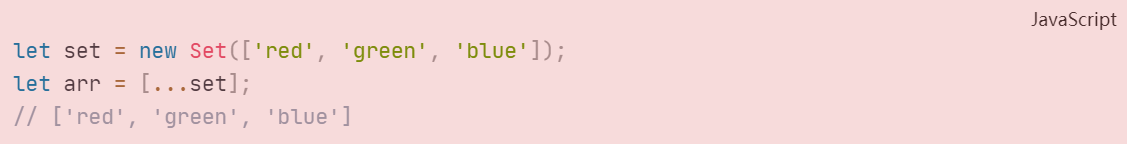 JavaScript
let set = new Set(['red', 'green', 'blue']);
let arr = [...set];
// ['red', 'green', 'blue']